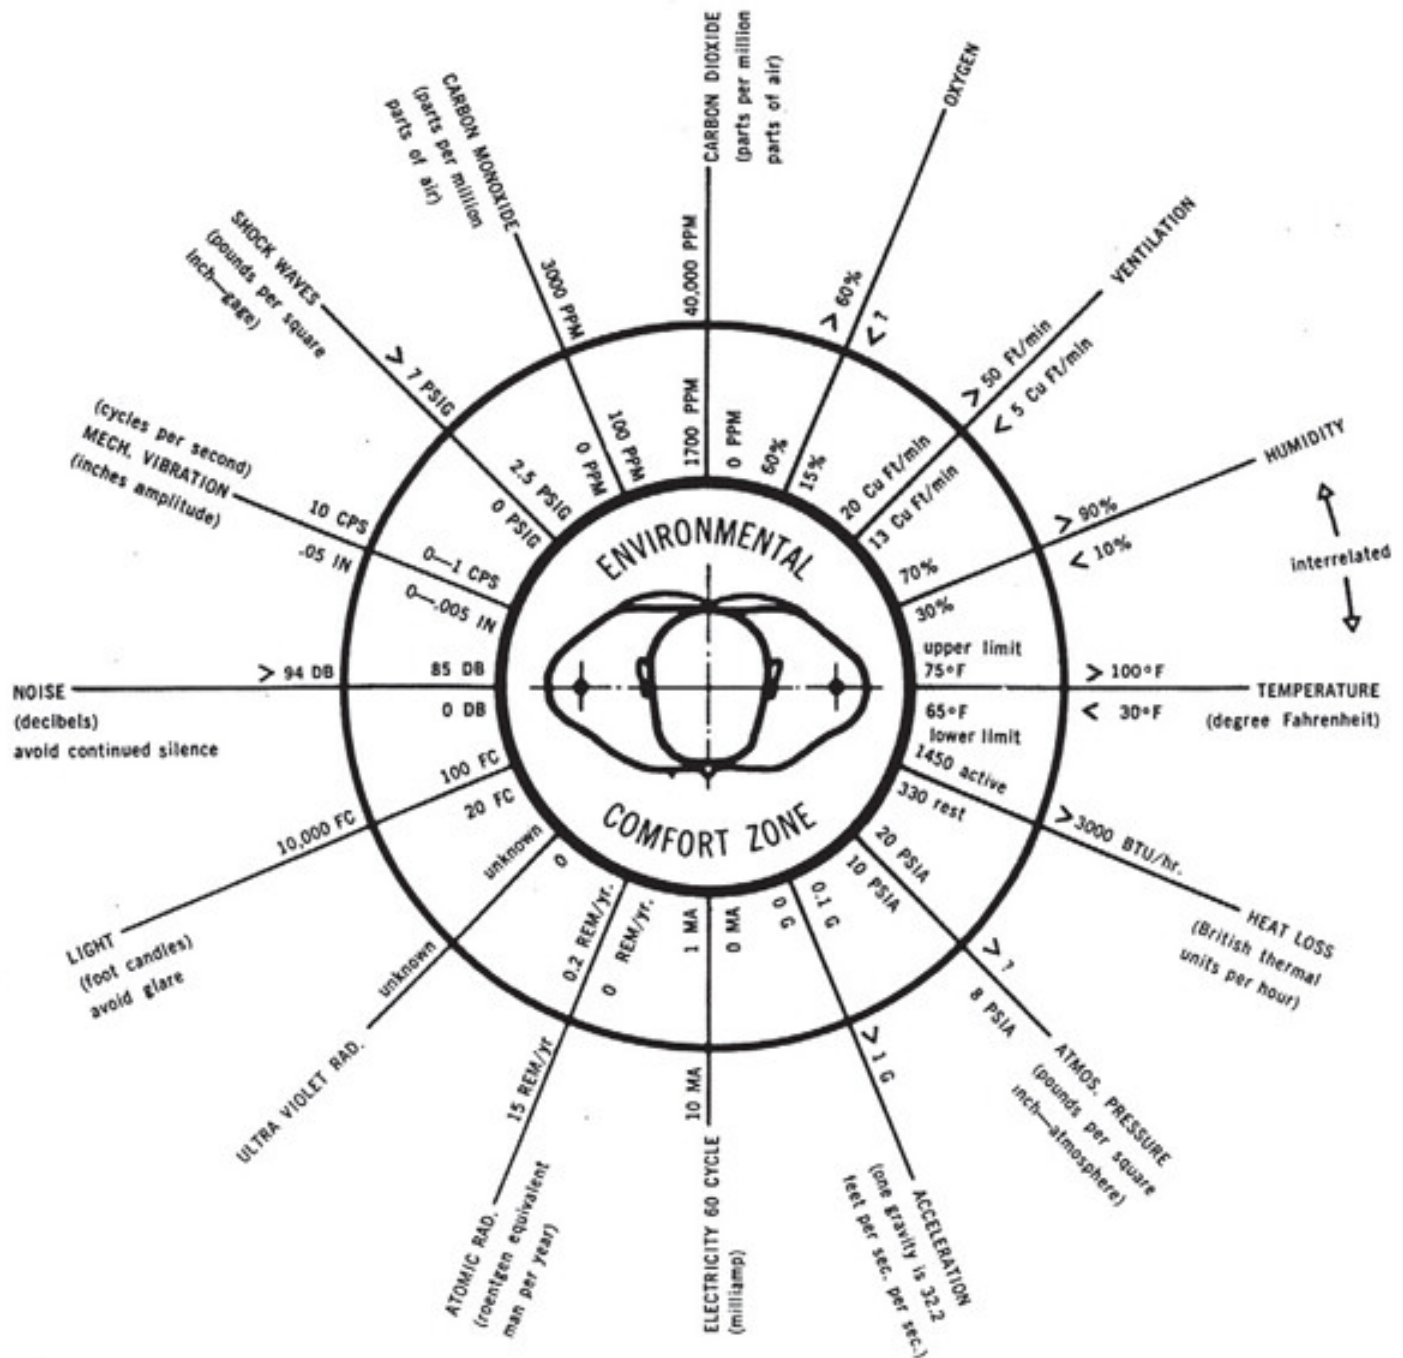 CARBON DIOXIDE
(parts per million
parts of air)
40,000 PPM
1700 PPM
0 PPM
OXYGEN
> 60%
< ?
60%
15%
VENTILATION
> 50 Ft/min
< 5 Cu Ft/min
20 Cu Ft/min
13 Cu Ft/min
HUMIDITY
> 90%
< 10%
70%
30%
interrelated
TEMPERATURE
(degree Fahrenheit)
> 100°F
< 30°F
upper limit
75°F
65°F
lower limit
HEAT LOSS
(British thermal
units per hour)
>3000 BTU/hr.
1450 active
330 rest
ATMOS. PRESSURE
(pounds per square
inch—atmosphere)
> ?
8 PSIA
20 PSIA
10 PSIA
ACCELERATION
(one gravity is 32.2
feet per sec. per sec.)
> 1 G
0.1 G
0 G
ELECTRICITY 60 CYCLE
(milliamp)
10 MA
1 MA
0 MA
ATOMIC RAD.
(roentgen equivalent
man per year)
15 REM/yr
0.2 REM/yr.
0 REM/yr.
ULTRA VIOLET RAD.
unknown
unknown
0
LIGHT
(foot candles)
avoid glare
10,000 FC
100 FC
20 FC
NOISE
(decibels)
avoid continued silence
> 94 DB
85 DB
0 DB
(cycles per second)
MECH. VIBRATION
(inches amplitude)
10 CPS
.05 IN
0—1 CPS
0—.005 IN
SHOCK WAVES
(pounds per square
inch—gage)
> 7 PSIG
2.5 PSIG
0 PSIG
CARBON MONOXIDE
(parts per million
parts of air)
3000 PPM
100 PPM
0 PPM
ENVIRONMENTAL
COMFORT ZONE